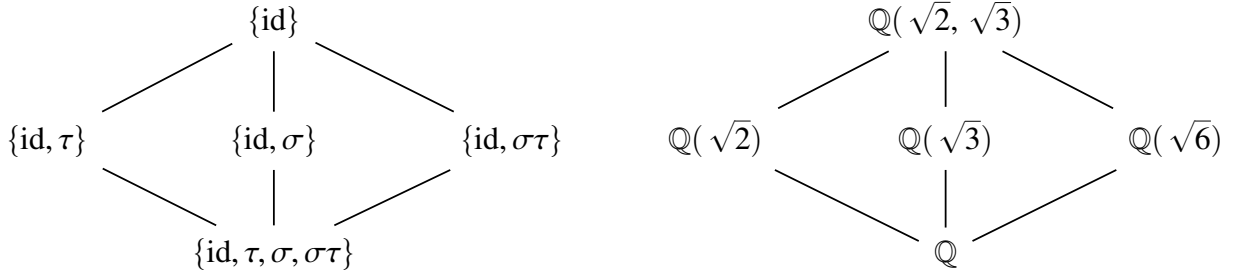 {id} ℚ(√2, √3)
{id, τ} {id, σ} {id, στ} ℚ(√2) ℚ(√3) ℚ(√6)
{id, τ, σ, στ} ℚ